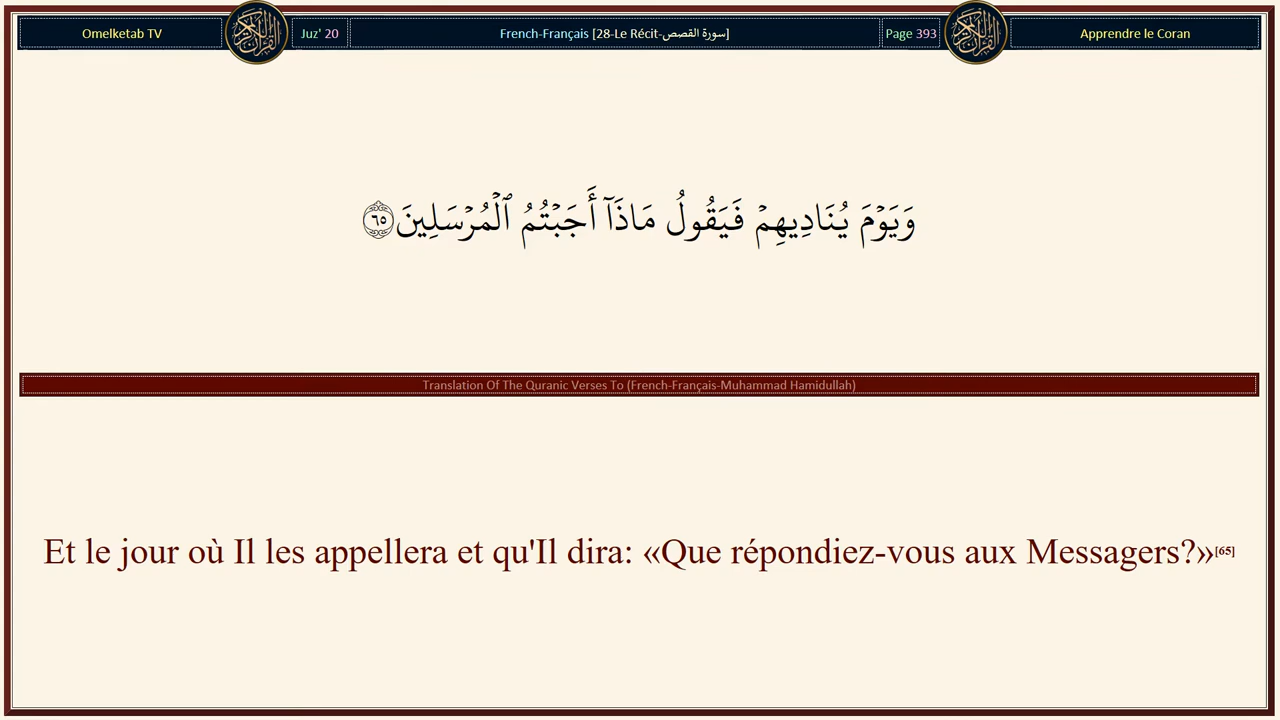 Omelketab TV
Juz' 20
French-Français [28-Le Récit-سورة القصص]
Page 393
Apprendre le Coran
وَيَوۡمَ يُنَادِيهِمۡ فَيَقُولُ مَاذَآ أَجَبۡتُمُ ٱلۡمُرۡسَلِينَ ٦٥
Translation Of The Quranic Verses To (French-Français-Muhammad Hamidullah)
Et le jour où Il les appellera et qu'Il dira: «Que répondiez-vous aux Messagers?»[65]